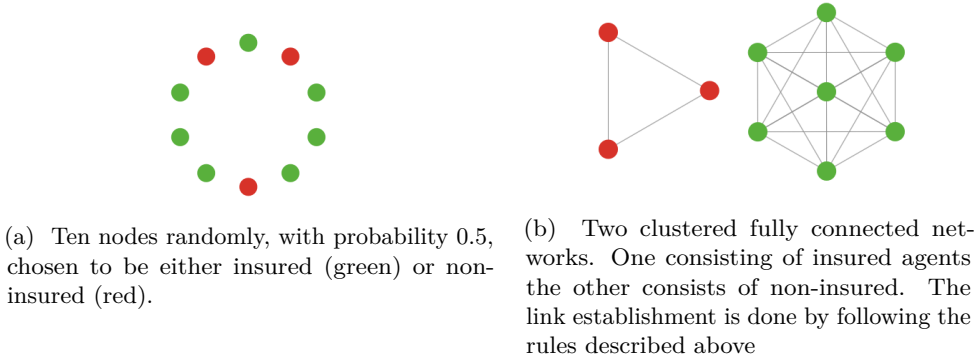 (a) Ten nodes randomly, with probability 0.5,
chosen to be either insured (green) or non-
insured (red).
(b) Two clustered fully connected net-
works. One consisting of insured agents
the other consists of non-insured. The
link establishment is done by following the
rules described above